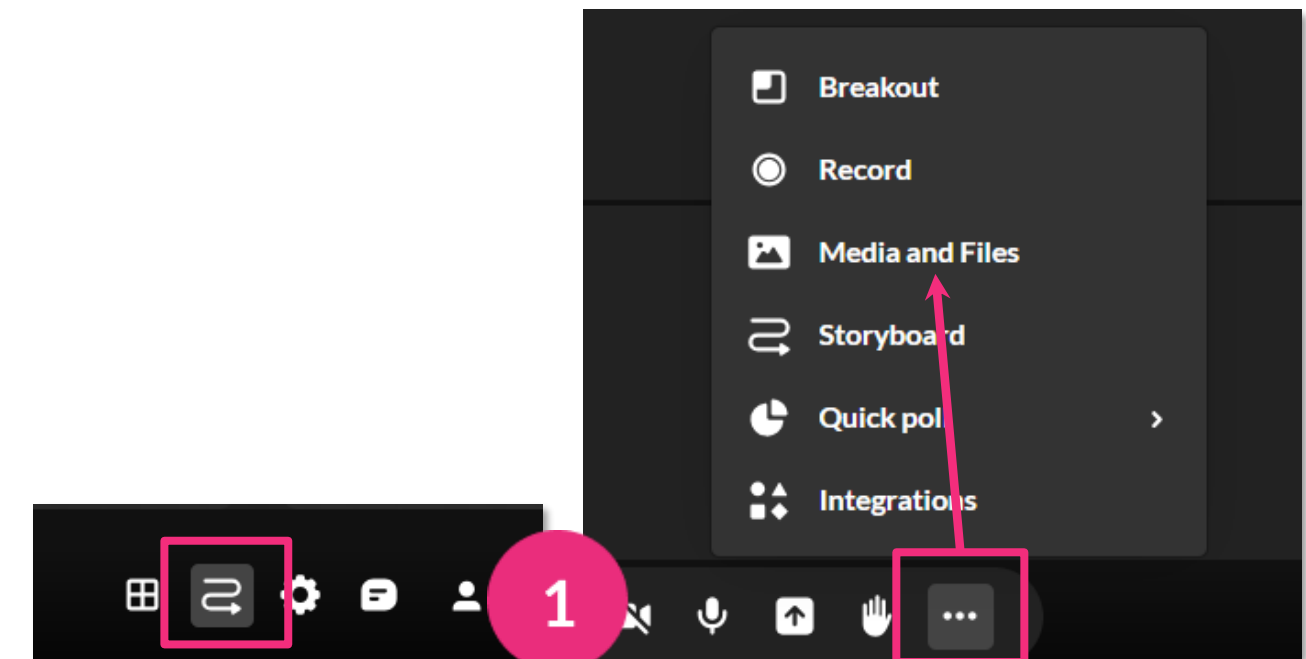 Breakout
Record
Media and Files
Storyboard
Quick poll
Integrations
1